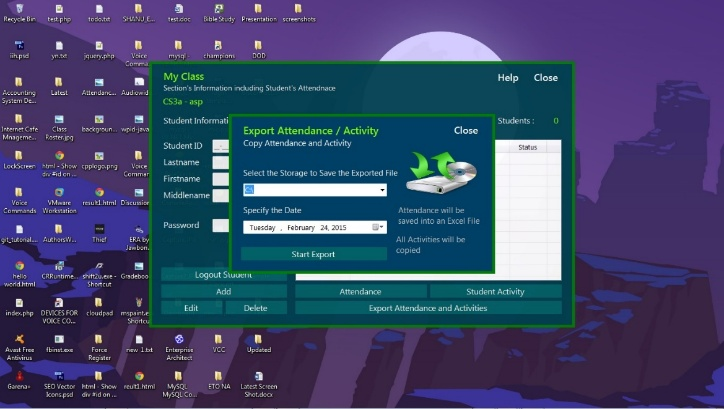 Recycle Bin
test.php
todo.txt
SHANU_E...
test.doc
Bible Study
Presentation
screenshots
iih.psd
yn.txt
jquery.php
Voice Comma...
mysql
champions
DOD
Accounting System De...
Latest
Attendanc...
Audiowid
Internet Cafe Mnageme...
Class Roster.jpg
backgroun...
wpid-java
LockScreen
html - Show div #id on ...
cpplogo.png
Voice Commar
Voice Commands
VMware Workstation
result1.html
Discussion
git_tutonal....
AuthorsW...
Thief
ERA by Jawbon.
hello world.html
CRRuntime...
shift2u.exe - Shortcut
Gradeboo
index.php
DEVICES FOR VOICE CO...
cloudpad
mspaint.e Shortcu
Avast Free Antivirus
fbinst.exe
Force Register
new 1.txt
Enterprise Architect
VCC
Updated
Garena+
SEO Vector Icons.psd
html - Show div #id on ...
reult1.html
MySQL MySQL Co...
ETO NA
Latest Screen Shot.docx
My Class
Help
Close
Section's Information including Student's Attendnace
CS3a - asp
Student Informati
Students :
0
Student ID
Status
Lastname
Firstname
Middlename
Password
Logout Student
Add
Edit
Delete
Attendance
Student Activity
Export Attendance and Activities
Export Attendance / Activity
Close
Copy Attendance and Activity
Select the Storage to Save the Exported File
Specify the Date
Tuesday , February 24, 2015
Start Export
Attendance will be
saved into an Excel File
All Activities will be
copied